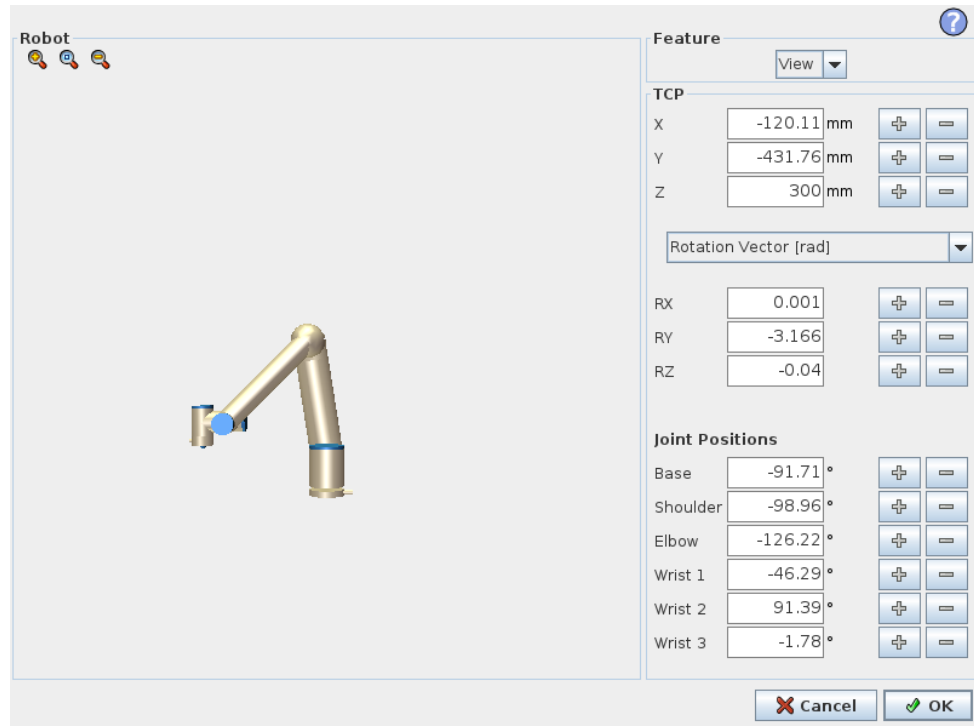 Robot
Feature
?
View
TCP
X -120.11 mm
Y -431.76 mm
Z 300 mm
Rotation Vector [rad]
RX 0.001
RY -3.166
RZ -0.04
Joint Positions
Base -91.71 °
Shoulder -98.96 °
Elbow -126.22 °
Wrist 1 -46.29 °
Wrist 2 91.39 °
Wrist 3 -1.78 °
Cancel OK